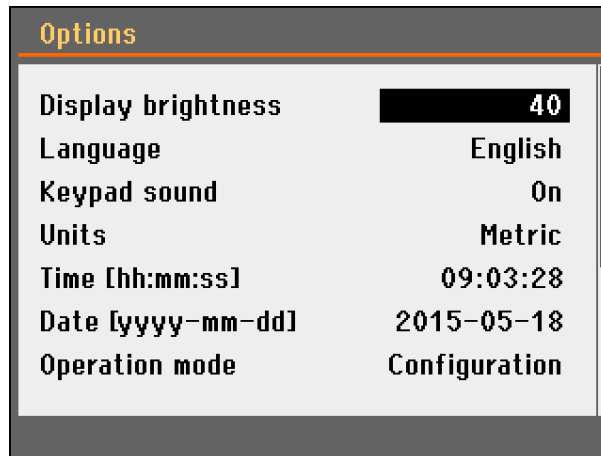 Options
Display brightness 40
Language English
Keypad sound On
Units Metric
Time [hh:mm:ss] 09:03:28
Date [yyyy-mm-dd] 2015-05-18
Operation mode Configuration